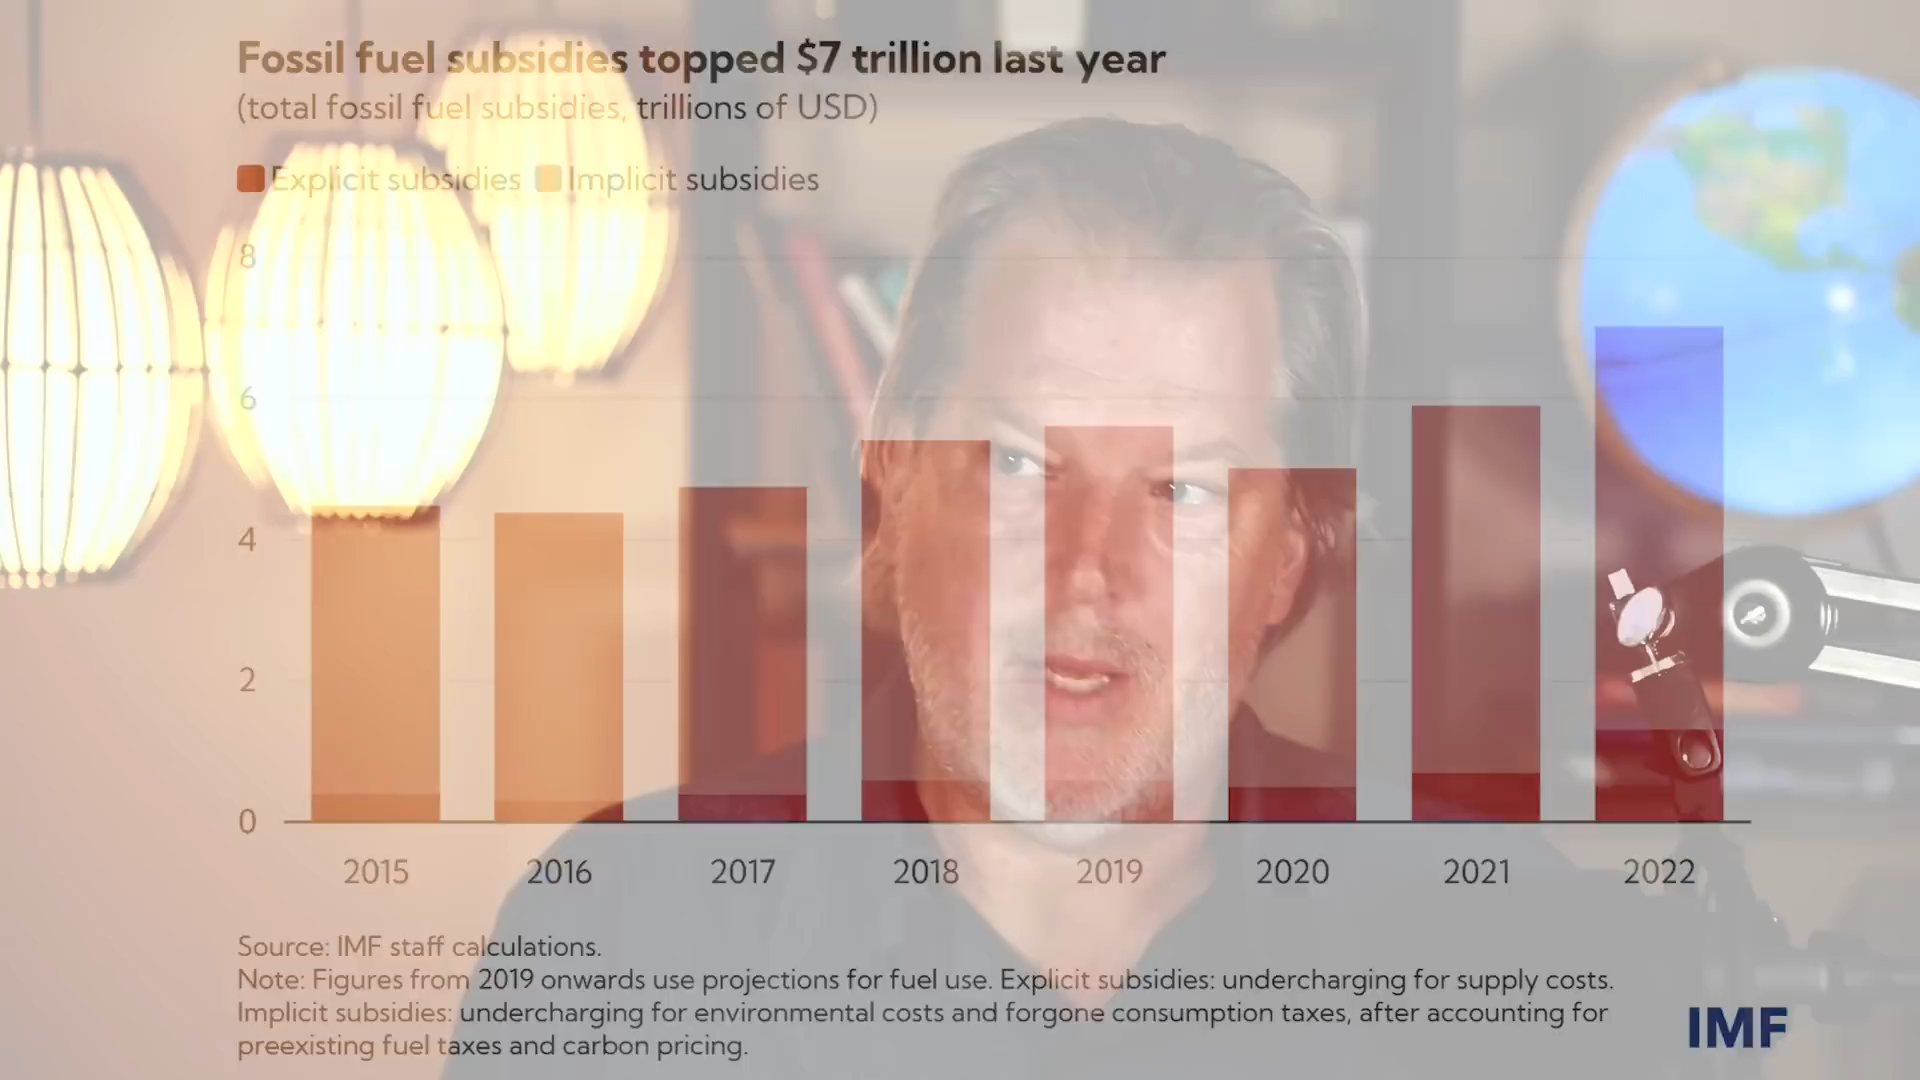 Fossil fuel subsidies topped $7 trillion last year
(total fossil fuel subsidies, trillions of USD)
Explicit subsidies Implicit subsidies
8
6
4
2
0
2015 2016 2017 2018 2019 2020 2021 2022
Source: IMF staff calculations.
Note: Figures from 2019 onwards use projections for fuel use. Explicit subsidies: undercharging for supply costs.
Implicit subsidies: undercharging for environmental costs and forgone consumption taxes, after accounting for
preexisting fuel taxes and carbon pricing.
IMF